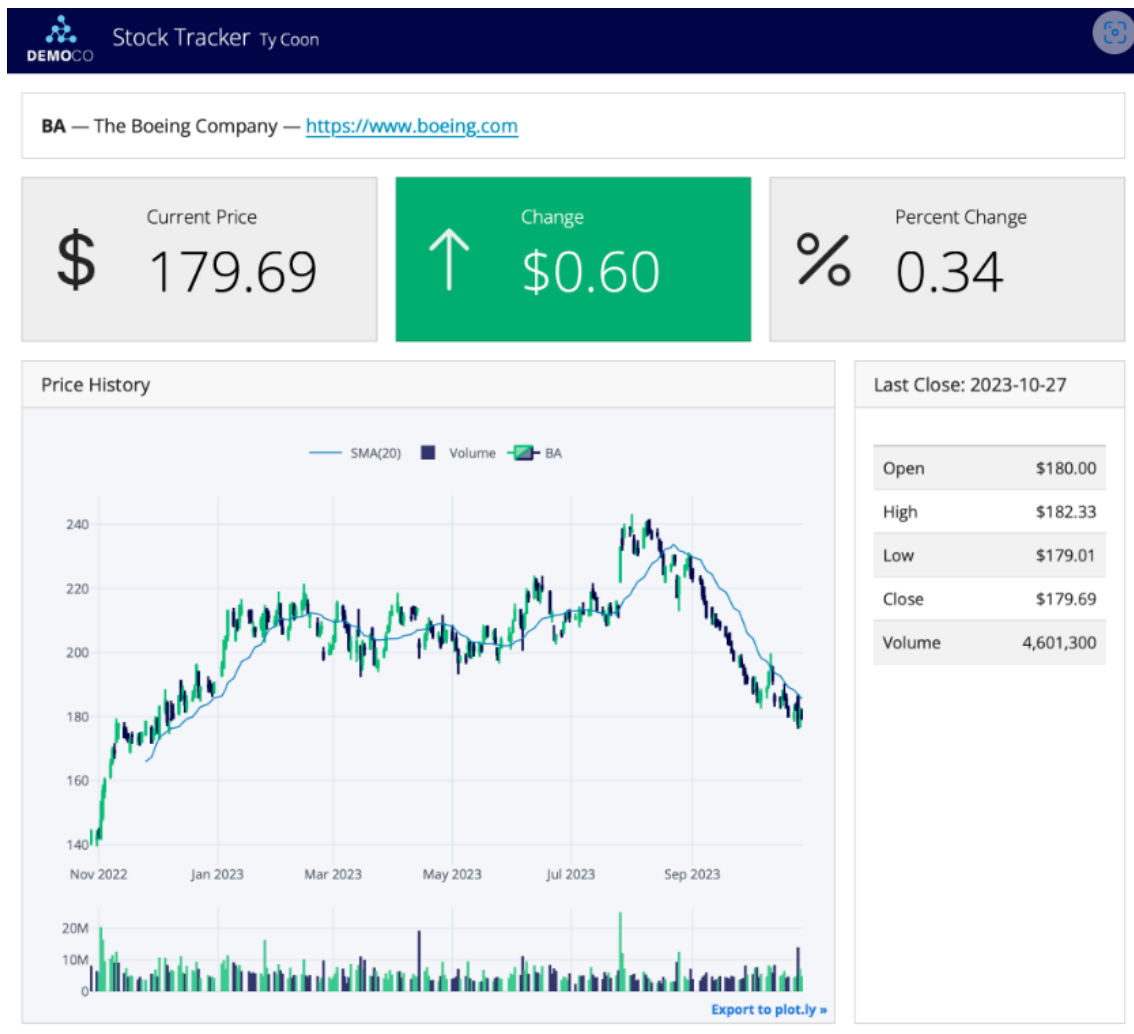 DEMOCO
Stock Tracker Ty Coon
BA — The Boeing Company — https://www.boeing.com
Current Price
$ 179.69
Change
↑ $0.60
Percent Change
% 0.34
Price History
SMA(20) Volume BA
240
220
200
180
160
140
Nov 2022 Jan 2023 Mar 2023 May 2023 Jul 2023 Sep 2023
20M
10M
0
Export to plot.ly »
Last Close: 2023-10-27
Open $180.00
High $182.33
Low $179.01
Close $179.69
Volume 4,601,300